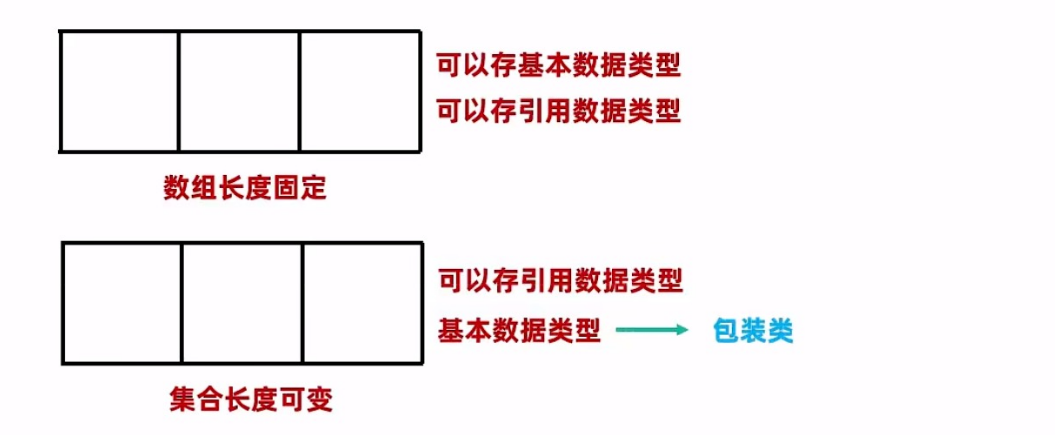 可以存基本数据类型
可以存引用数据类型
数组长度固定
可以存引用数据类型
基本数据类型 → 包装类
集合长度可变